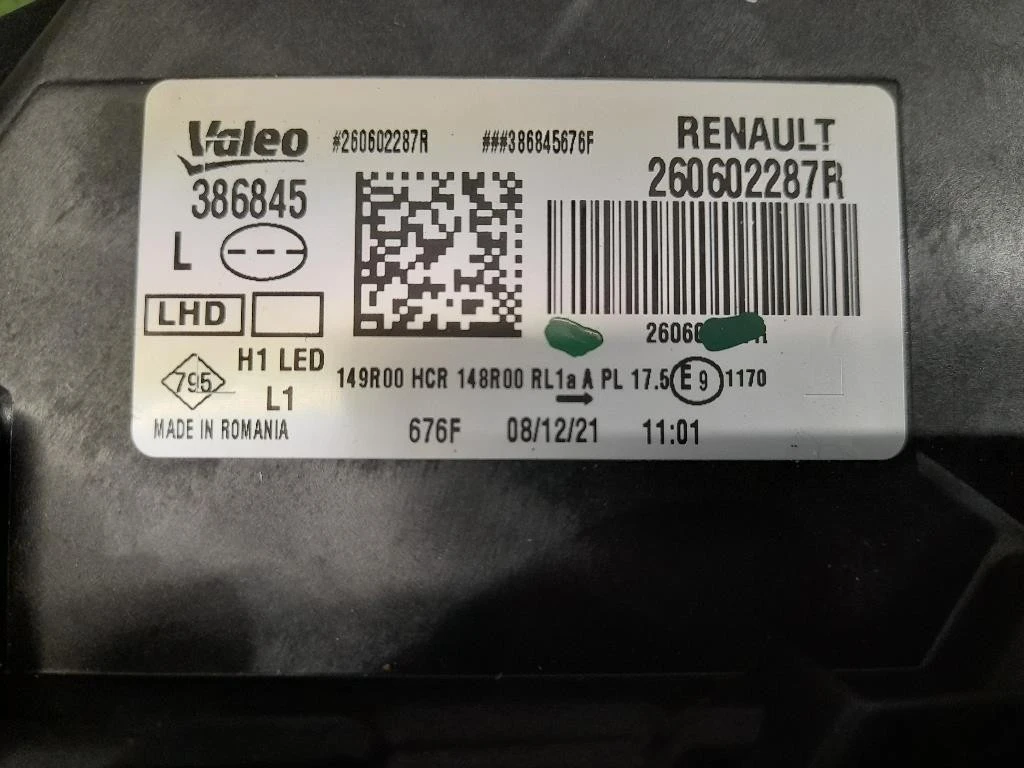 Valeo #260602287R ###386845676F RENAULT
386845 260602287R
L
LHD
H1 LED
795
L1
149R00 HCR 148R00 RL1a A PL 17.5 E 9 1170
MADE IN ROMANIA 676F 08/12/21 11:01